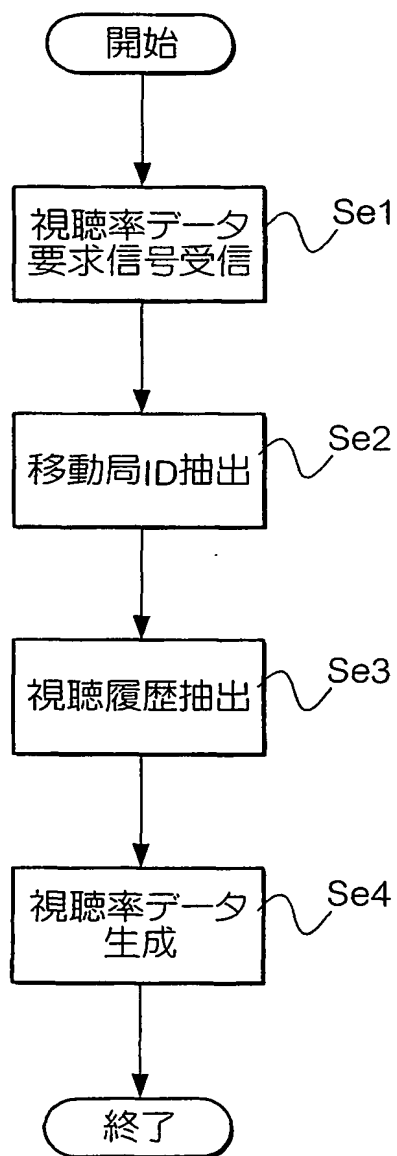 開始
視聴率データ
要求信号受信
Se1
移動局ID抽出
Se2
視聴履歴抽出
Se3
視聴率データ
生成
Se4
終了